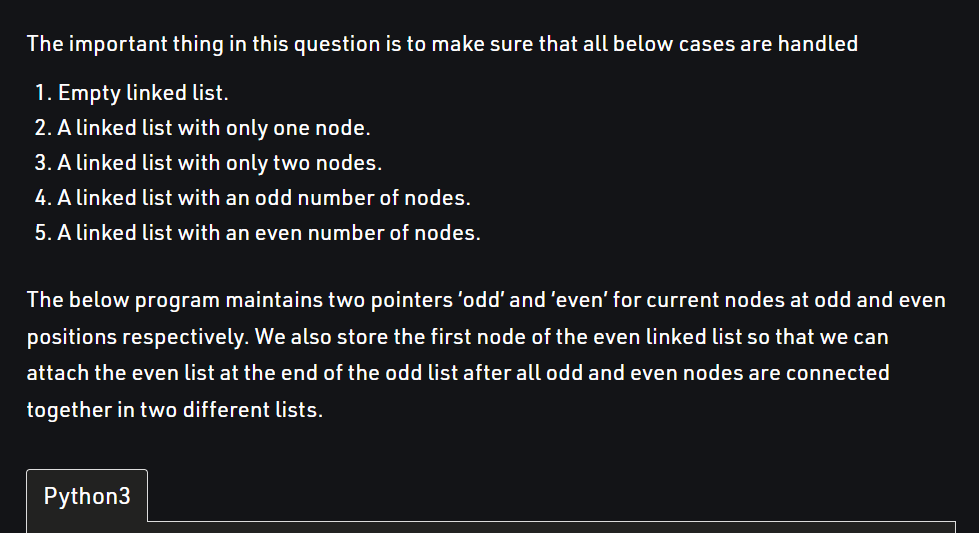 The important thing in this question is to make sure that all below cases are handled
1. Empty linked list.
2. A linked list with only one node.
3. A linked list with only two nodes.
4. A linked list with an odd number of nodes.
5. A linked list with an even number of nodes.
The below program maintains two pointers ‘odd’ and ‘even’ for current nodes at odd and even
positions respectively. We also store the first node of the even linked list so that we can
attach the even list at the end of the odd list after all odd and even nodes are connected
together in two different lists.
Python3